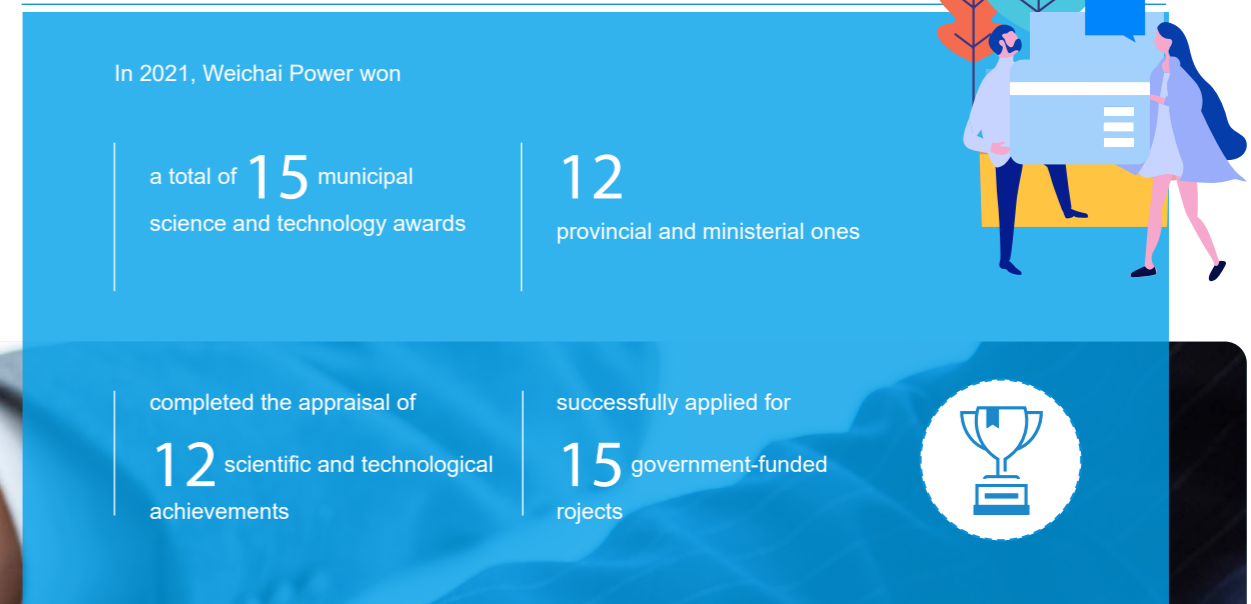 In 2021, Weichai Power won
a total of 15 municipal
science and technology awards
12
provincial and ministerial ones
completed the appraisal of
12 scientific and technological
achievements
successfully applied for
15 government-funded
rojects